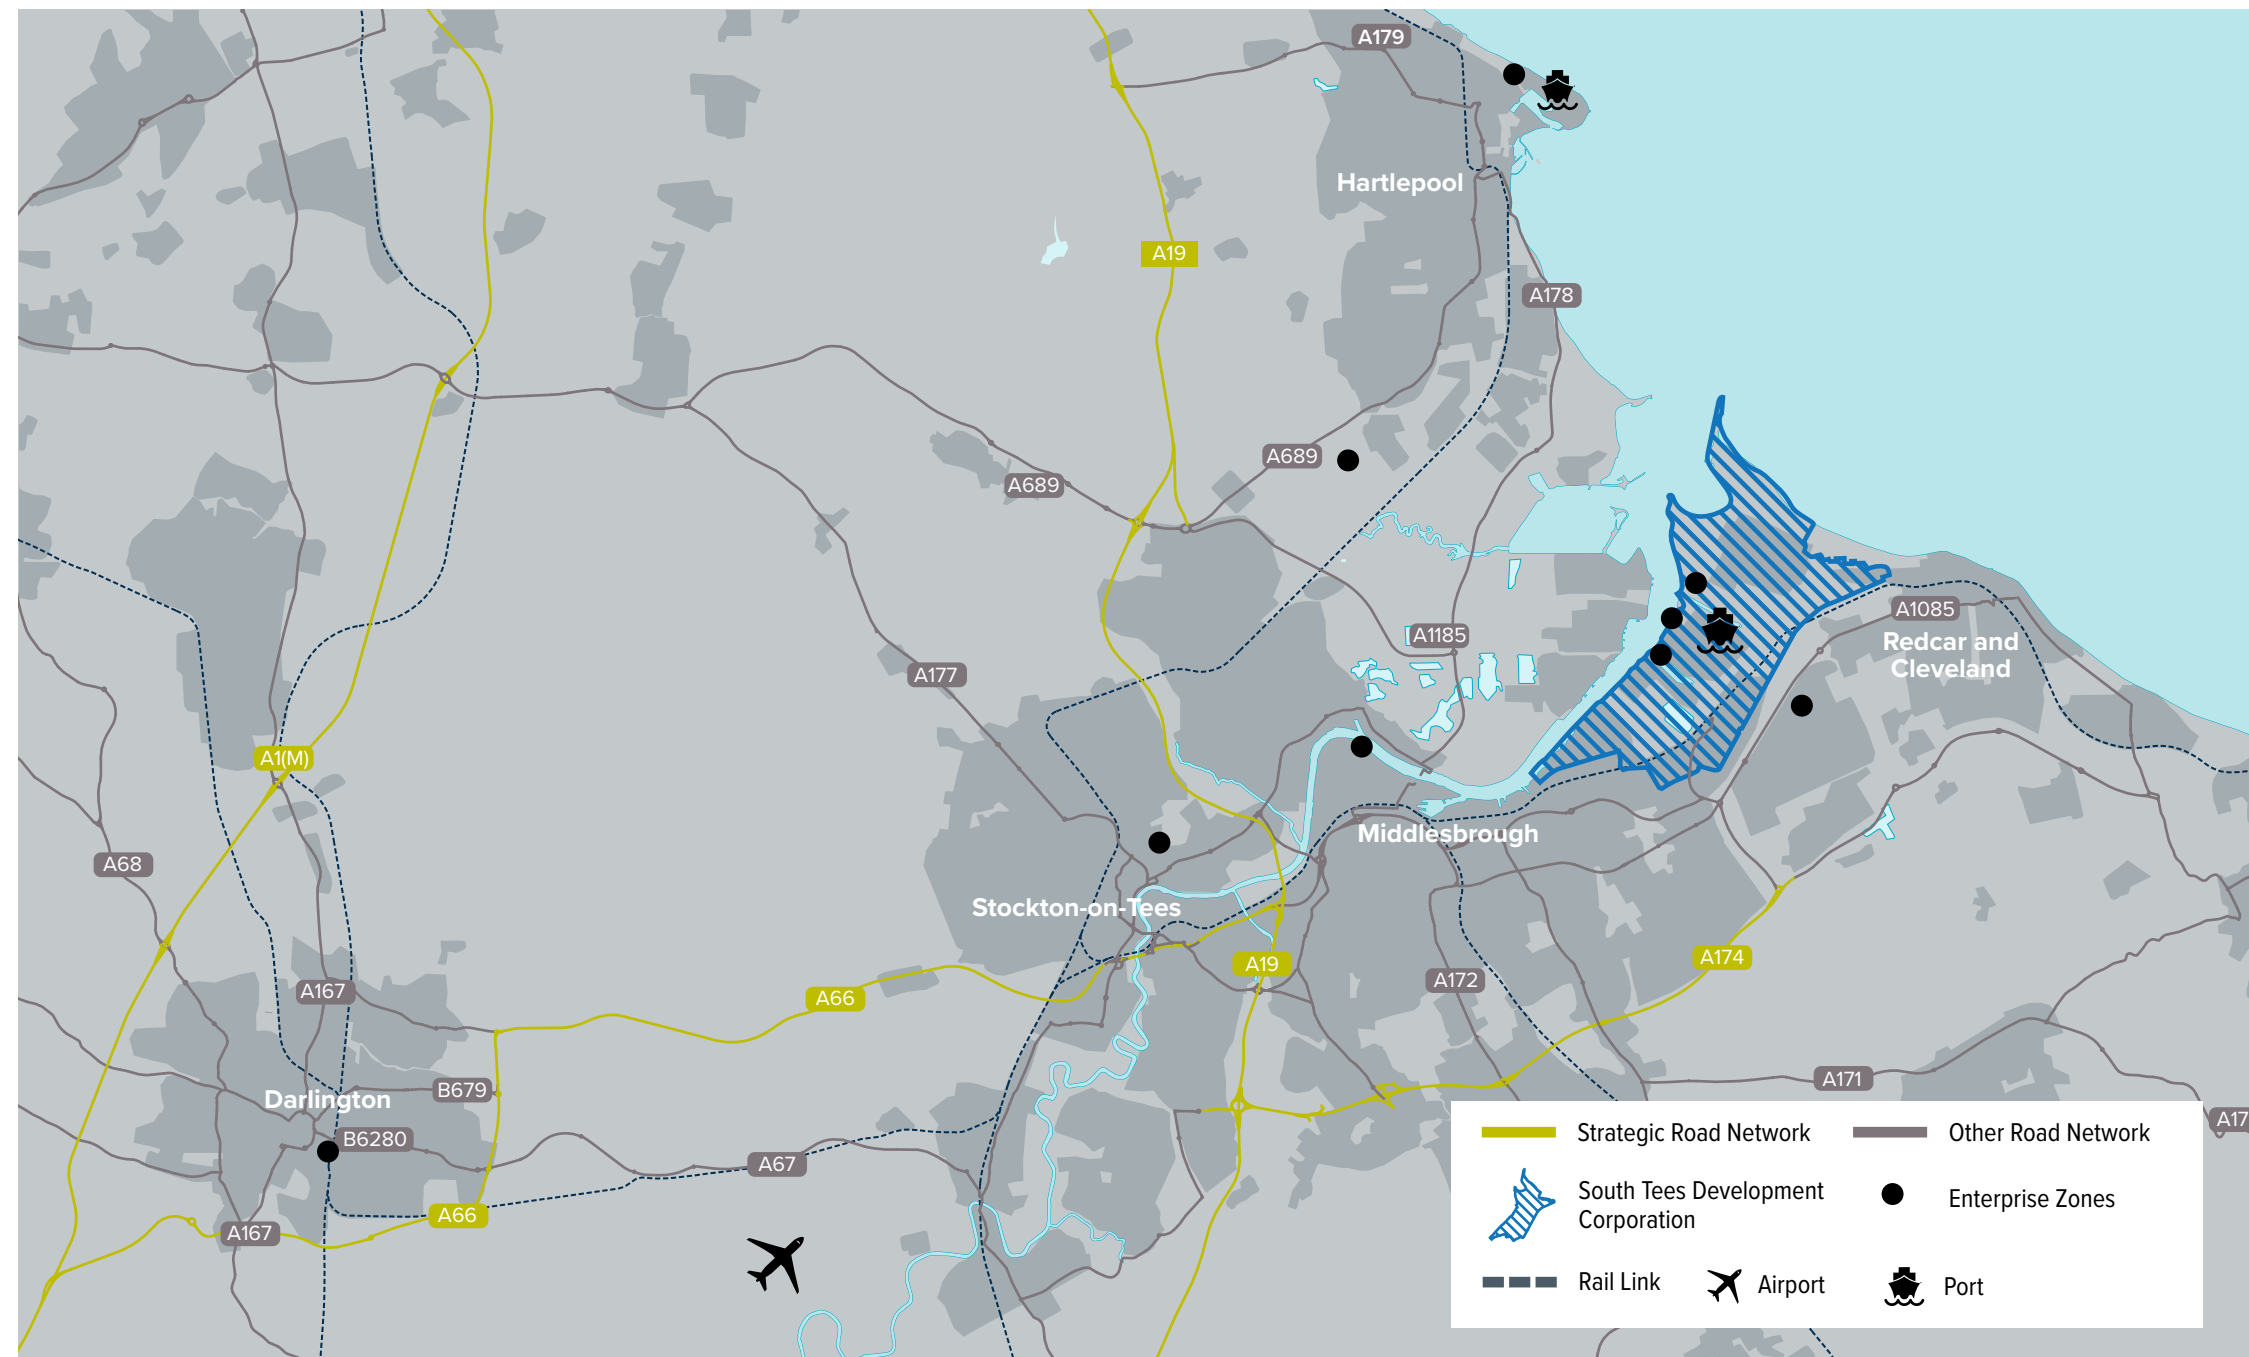 A179
Hartlepool
A19
A178
A689
A689
A1185
A1085
Redcar and
Cleveland
A177
A1(M)
Middlesbrough
A68
Stockton-on-Tees
A174
A19
A172
A167
A66
A171
B679
Darlington
B6280
A67
A66
A167
A17
Strategic Road Network
Other Road Network
South Tees Development
Corporation
Enterprise Zones
Rail Link
Airport
Port